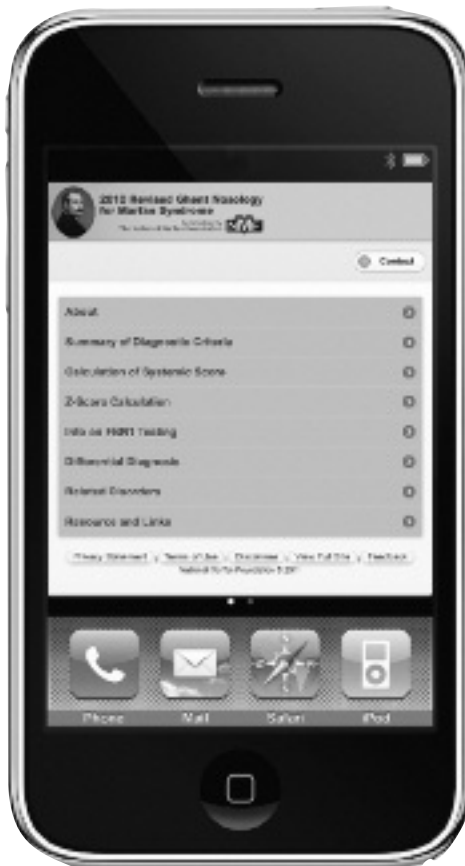 2010 Revised Ghent Nosology
for Marfan Syndrome
Contact
About
Summary of Diagnostic Criteria
Calculation of Systemic Score
Z-Score Calculation
Info on FBN1 Testing
Differential Diagnosis
Related Disorders
Resource and Links
Privacy Statement
Terms of Use
Disclaimer
View Full Site
Feedback
Phone
Mail
Safari
iPod